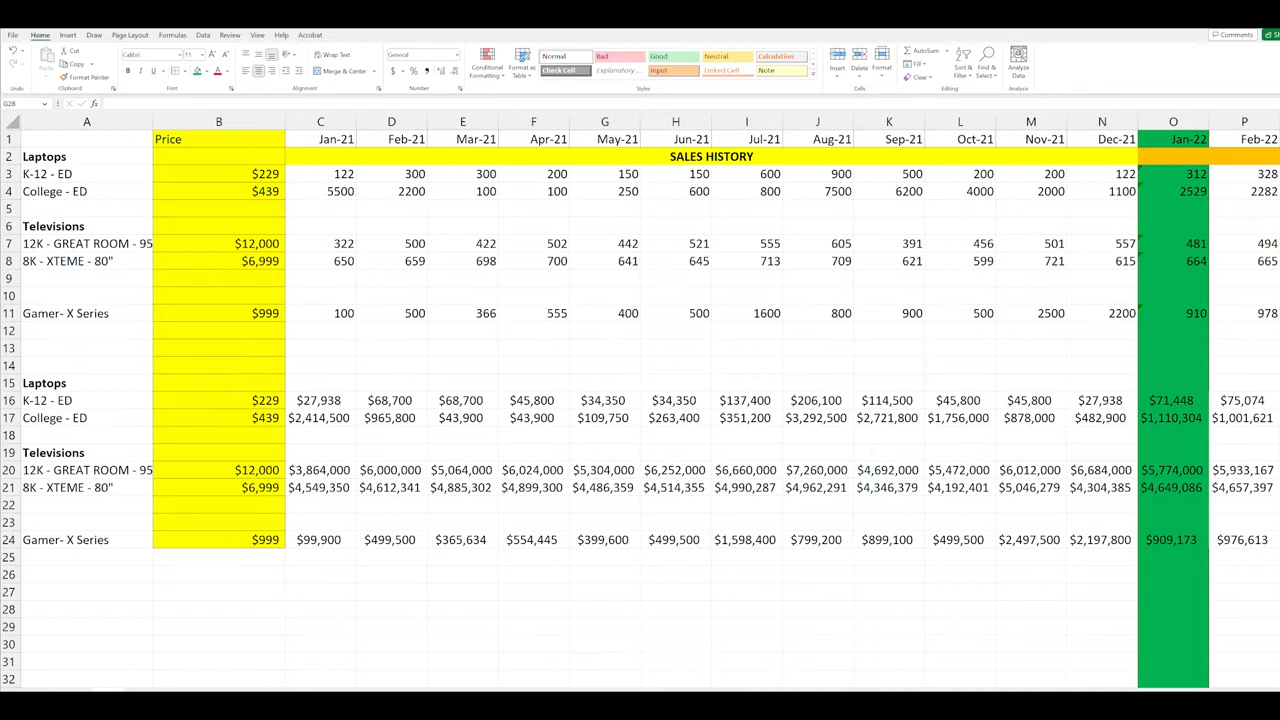 File Home Insert Draw Page Layout Formulas Data Review View Help Acrobat Comments Sh
Cut
Copy
Format Painter
Paste
Calibri 11
Wrap Text
Merge & Center
General
Conditional Formatting
Format as Table
Normal Bad Good Neutral Calculation
Check Cell Explanatory... Input Linked Cell Note
Insert Delete Format
AutoSum
Fill
Clear
Sort & Filter
Find & Select
Analyze Data
Undo Clipboard Font Alignment Number Styles Cells Editing Analysis
G28
A B C D E F G H I J K L M N O P
1 Price Jan-21 Feb-21 Mar-21 Apr-21 May-21 Jun-21 Jul-21 Aug-21 Sep-21 Oct-21 Nov-21 Dec-21 Jan-22 Feb-22
2 Laptops SALES HISTORY
3 K-12 - ED $229 122 300 300 200 150 150 600 900 500 200 200 122 312 328
4 College - ED $439 5500 2200 100 100 250 600 800 7500 6200 4000 2000 1100 2529 2282
5
6 Televisions
7 12K - GREAT ROOM - 95 $12,000 322 500 422 502 442 521 555 605 391 456 501 557 481 494
8 8K - XTEME - 80" $6,999 650 659 698 700 641 645 713 709 621 599 721 615 664 665
9
10
11 Gamer- X Series $999 100 500 366 555 400 500 1600 800 900 500 2500 2200 910 978
12
13
14
15 Laptops
16 K-12 - ED $229 $27,938 $68,700 $68,700 $45,800 $34,350 $34,350 $137,400 $206,100 $114,500 $45,800 $45,800 $27,938 $71,448 $75,074
17 College - ED $439 $2,414,500 $965,800 $43,900 $43,900 $109,750 $263,400 $351,200 $3,292,500 $2,721,800 $1,756,000 $878,000 $482,900 $1,110,304 $1,001,621
18
19 Televisions
20 12K - GREAT ROOM - 95 $12,000 $3,864,000 $6,000,000 $5,064,000 $6,024,000 $5,304,000 $6,252,000 $6,660,000 $7,260,000 $4,692,000 $5,472,000 $6,012,000 $6,684,000 $5,774,000 $5,933,167
21 8K - XTEME - 80" $6,999 $4,549,350 $4,612,341 $4,885,302 $4,899,300 $4,486,359 $4,514,355 $4,990,287 $4,962,291 $4,346,379 $4,192,401 $5,046,279 $4,304,385 $4,649,086 $4,657,397
22
23
24 Gamer- X Series $999 $99,900 $499,500 $365,634 $554,445 $399,600 $499,500 $1,598,400 $799,200 $899,100 $499,500 $2,497,500 $2,197,800 $909,173 $976,613
25
26
27
28
29
30
31
32